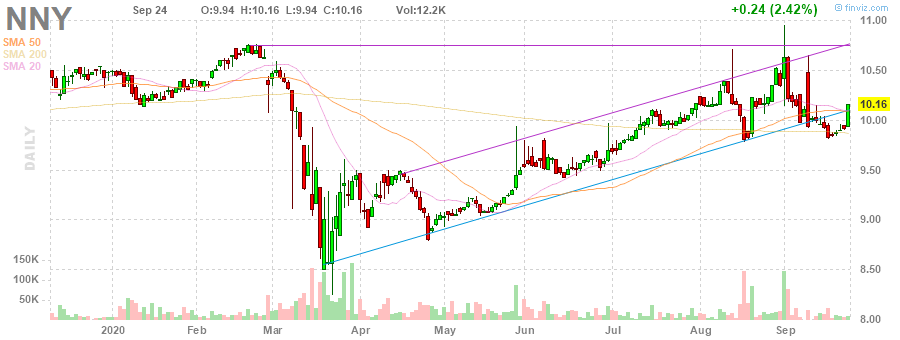 NNY Sep 24 O:9.94 H:10.16 L:9.94 C:10.16 Vol:12.2K +0.24 (2.42%) © finviz.com
SMA 50
SMA 200
SMA 20
DAILY
11.00
10.50
10.16
10.00
9.50
9.00
8.50
8.00
150K
100K
50K
2020 Feb Mar Apr May Jun Jul Aug Sep